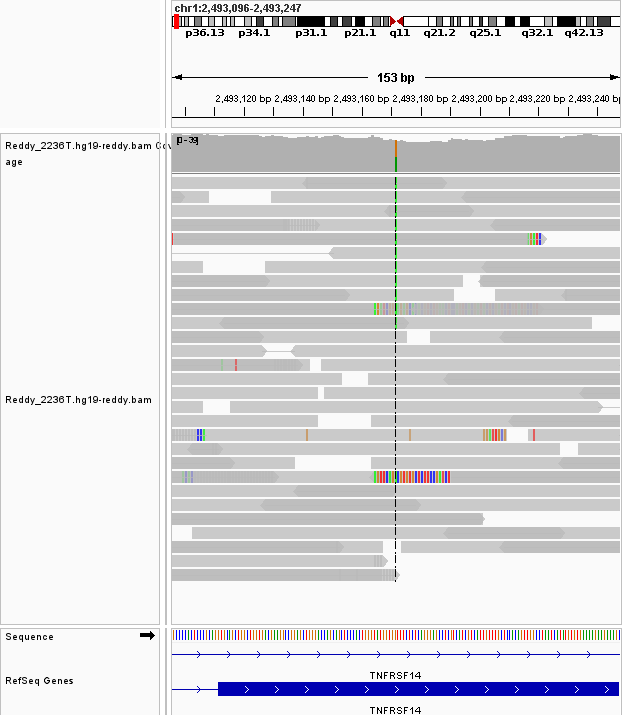 chr1:2,493,096-2,493,247
p36.13 p34.1 p31.1 p21.1 q11 q21.2 q25.1 q32.1 q42.13
153 bp
2,493,120 bp 2,493,140 bp 2,493,160 bp 2,493,180 bp 2,493,200 bp 2,493,220 bp 2,493,240 bp
[p-39]
Reddy_2236T.hg19-reddy.bam Cov
age
Reddy_2236T.hg19-reddy.bam
Sequence
TNFRSF14
RefSeq Genes
TNFRSF14